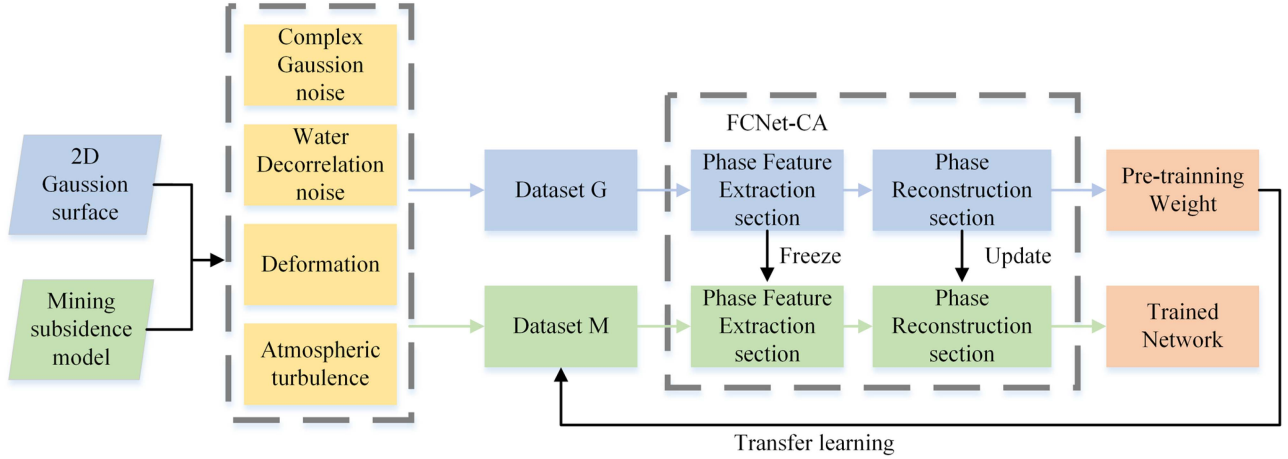 2D
Gaussion
surface
Mining
subsidence
model
Complex
Gaussion
noise
Water
Decorrelation
noise
Deformation
Atmospheric
turbulence
Dataset G
Dataset M
FCNet-CA
Phase Feature
Extraction
section
Phase
Reconstruction
section
Freeze
Update
Phase Feature
Extraction
section
Phase
Reconstruction
section
Pre-trainning
Weight
Trained
Network
Transfer learning